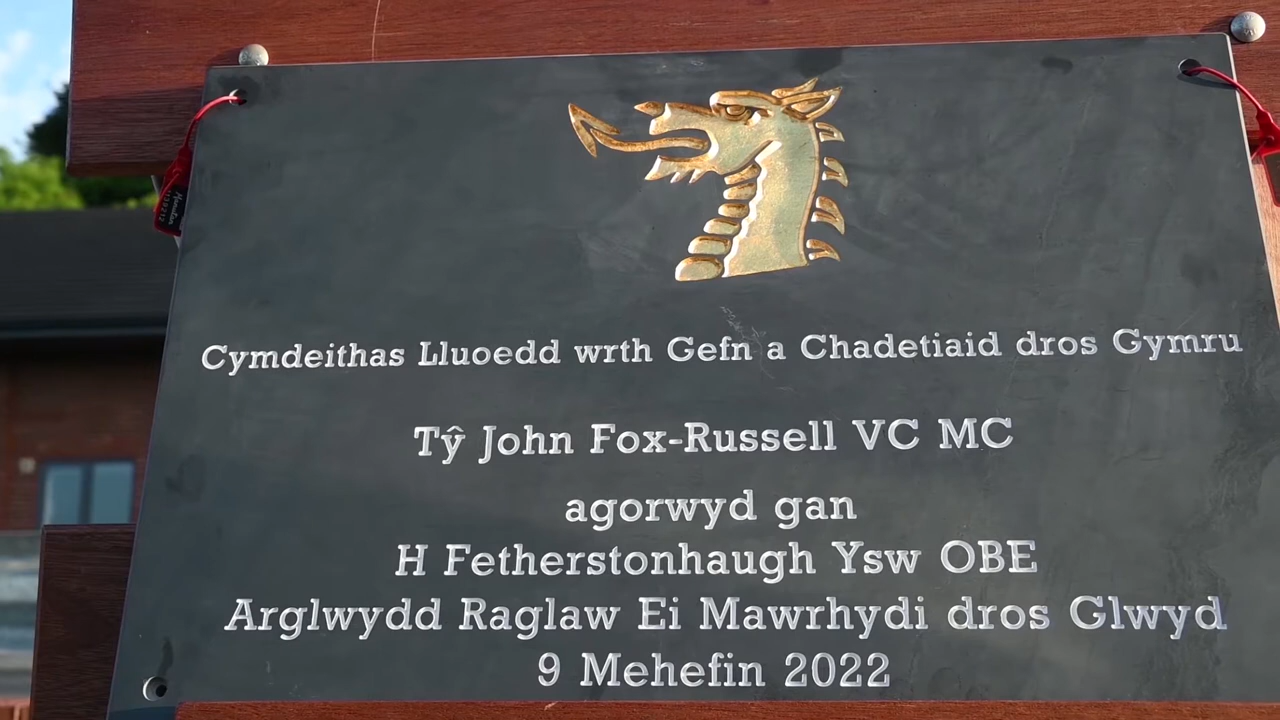 Cymdeithas Lluoedd wrth Gefn a Chadetiaid dros Gymru
Tŷ John Fox-Russell VC MC
agorwyd gan
H Fetherstonhaugh Ysw OBE
Arglwydd Raglaw Ei Mawrhydi dros Glwyd
9 Mehefin 2022